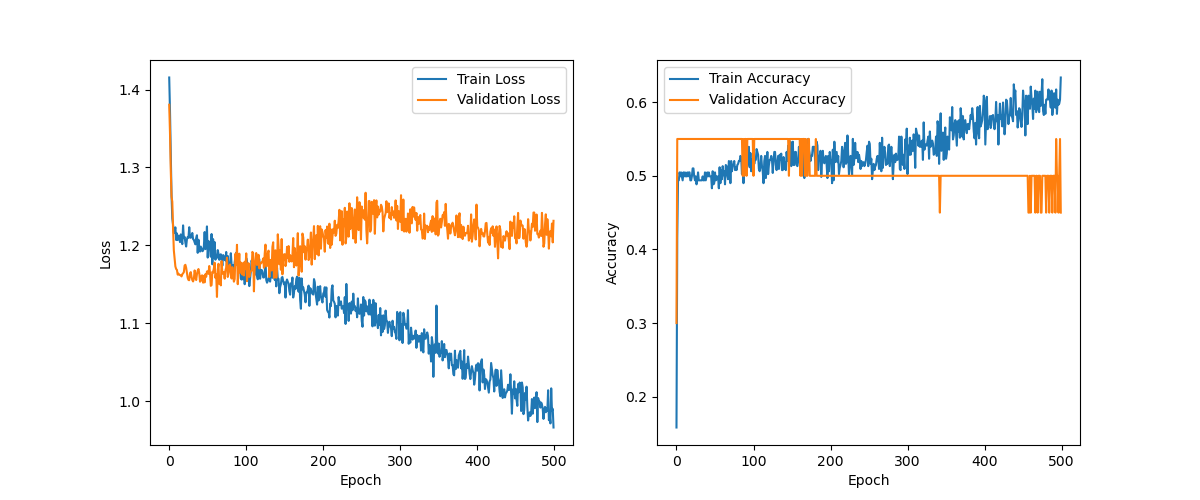 Train Loss
Validation Loss
1.4
1.3
1.2
1.1
1.0
Loss
0
100
200
300
400
500
Epoch
Train Accuracy
Validation Accuracy
0.6
0.5
0.4
0.3
0.2
Accuracy
0
100
200
300
400
500
Epoch